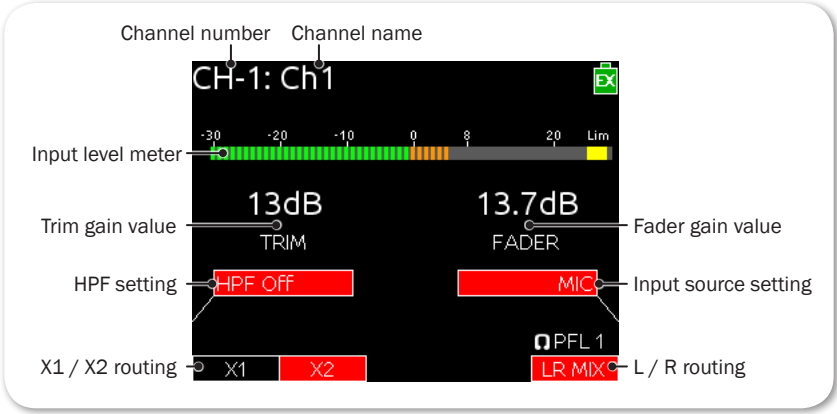 Channel number Channel name
CH-1: Ch1 EX
-30 -20 -10 0 8 20 Lim
Input level meter
13dB 13.7dB
Trim gain value Fader gain value
TRIM FADER
HPF setting HPF Off MIC Input source setting
PFL 1
X1 / X2 routing X1 X2 LR MIX L / R routing